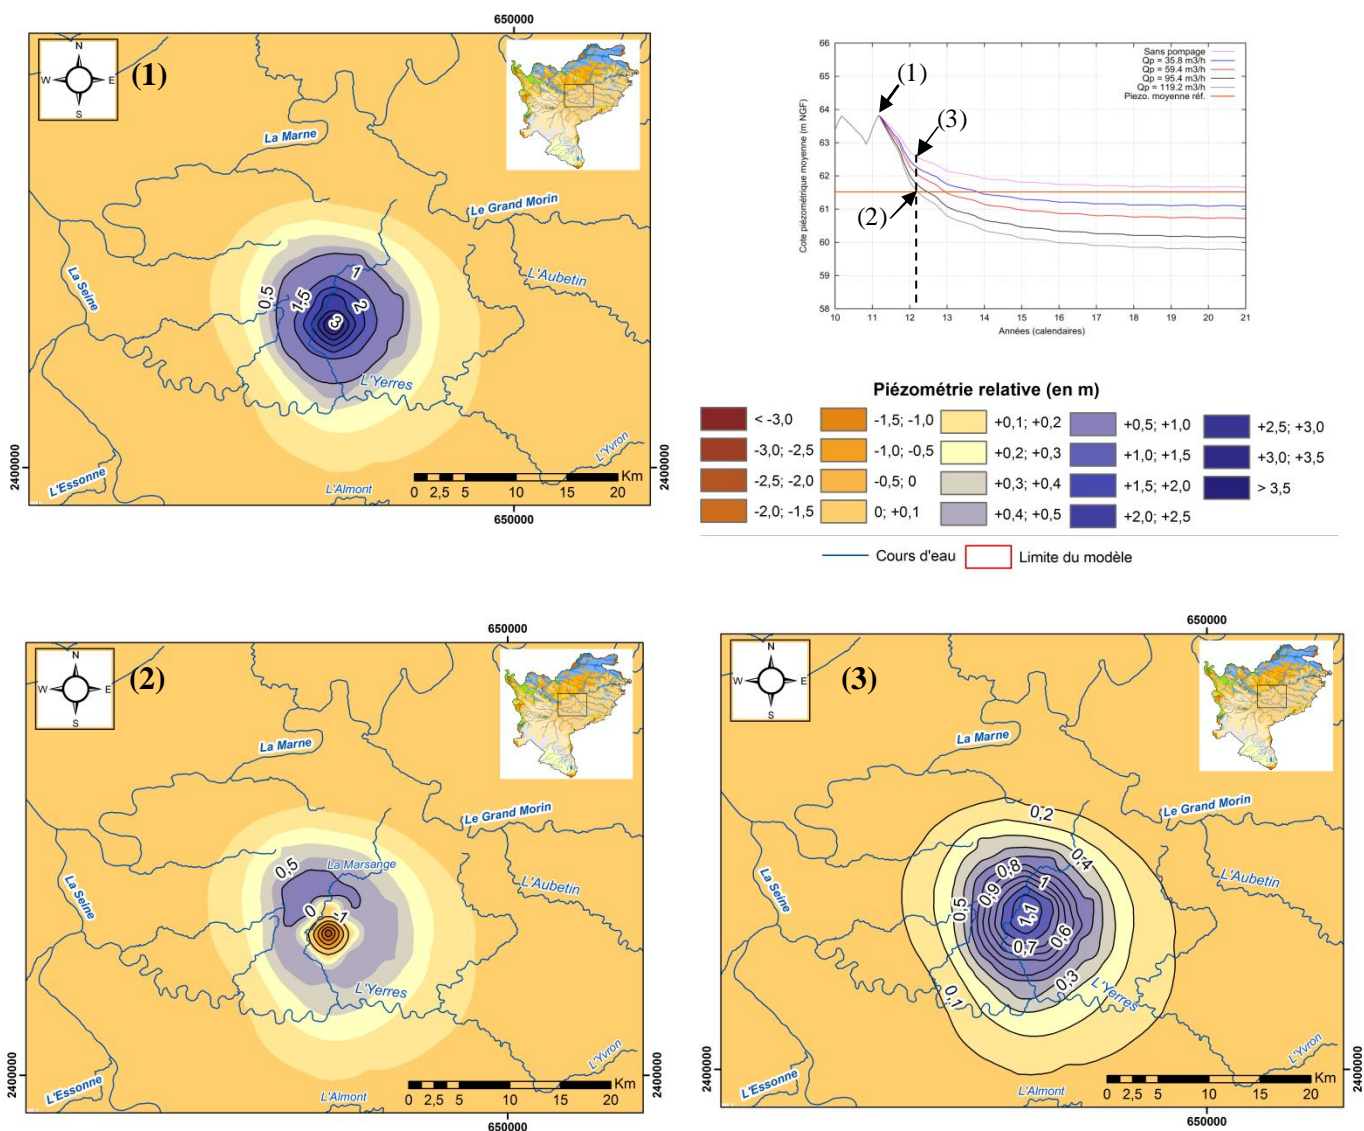 650000
N
W
E
S
(1)
La Marne
Le Grand Morin
L'Aubetin
La Seine
L'Yerres
L'Yvron
L'Essonne
L'Almont
0,5
1,5
1
2
3
2400000
2400000
0 2,5 5 10 15 20 Km
650000
66
65
64
63
62
61
60
59
58
Cote piézométrique moyenne (m NGF)
10 11 12 13 14 15 16 17 18 19 20 21
Années (calendaires)
Sans pompage
Qp = 35.8 m3/h
Qp = 59.4 m3/h
Qp = 95.4 m3/h
Qp = 119.2 m3/h
Piezo. moyenne réf.
(1)
(3)
(2)
Piézométrie relative (en m)
< -3,0
-3,0; -2,5
-2,5; -2,0
-2,0; -1,5
-1,5; -1,0
-1,0; -0,5
-0,5; 0
0; +0,1
+0,1; +0,2
+0,2; +0,3
+0,3; +0,4
+0,4; +0,5
+0,5; +1,0
+1,0; +1,5
+1,5; +2,0
+2,0; +2,5
+2,5; +3,0
+3,0; +3,5
> 3,5
Cours d'eau
Limite du modèle
650000
N
W
E
S
(2)
La Marne
Le Grand Morin
La Marsange
L'Aubetin
La Seine
L'Yerres
L'Yvron
L'Essonne
L'Almont
0,5
0
-1
2400000
2400000
0 2,5 5 10 15 20 Km
650000
650000
N
W
E
S
(3)
La Marne
Le Grand Morin
L'Aubetin
La Seine
L'Yerres
L'Yvron
L'Essonne
L'Almont
0,2
0,4
0,8
1
0,9
0,5
1,1
0,6
0,7
0,3
0,1
2400000
2400000
0 2,5 5 10 15 20 Km
650000